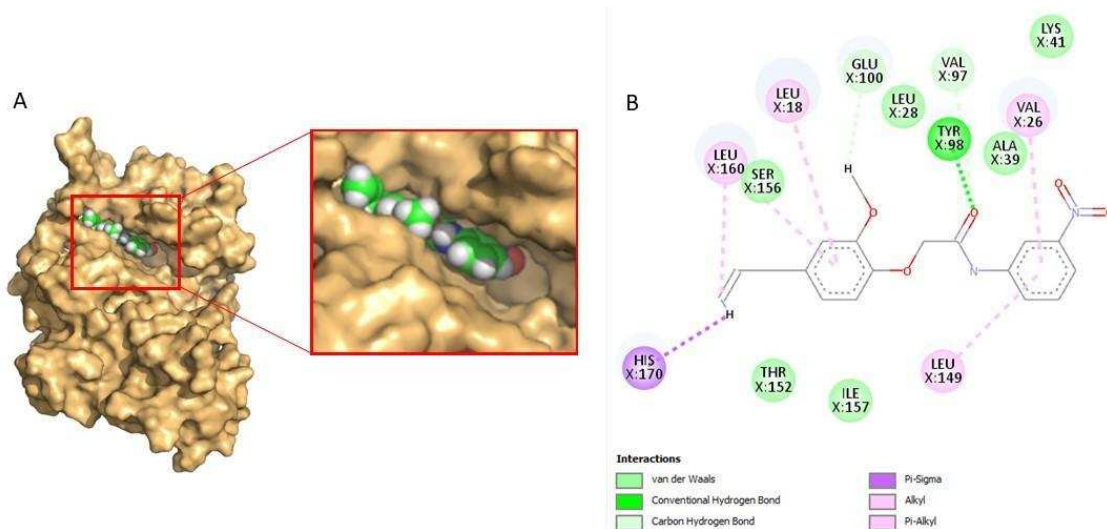 A
B
LYS
X:41
GLU
X:100
VAL
X:97
LEU
X:18
LEU
X:28
VAL
X:26
TYR
X:98
ALA
X:39
LEU
X:160
SER
X:156
H
O
O
N
O
O
N
N
H
HIS
X:170
THR
X:152
ILE
X:157
LEU
X:149
Interactions
van der Waals
Conventional Hydrogen Bond
Carbon Hydrogen Bond
Pi-Sigma
Alkyl
Pi-Alkyl